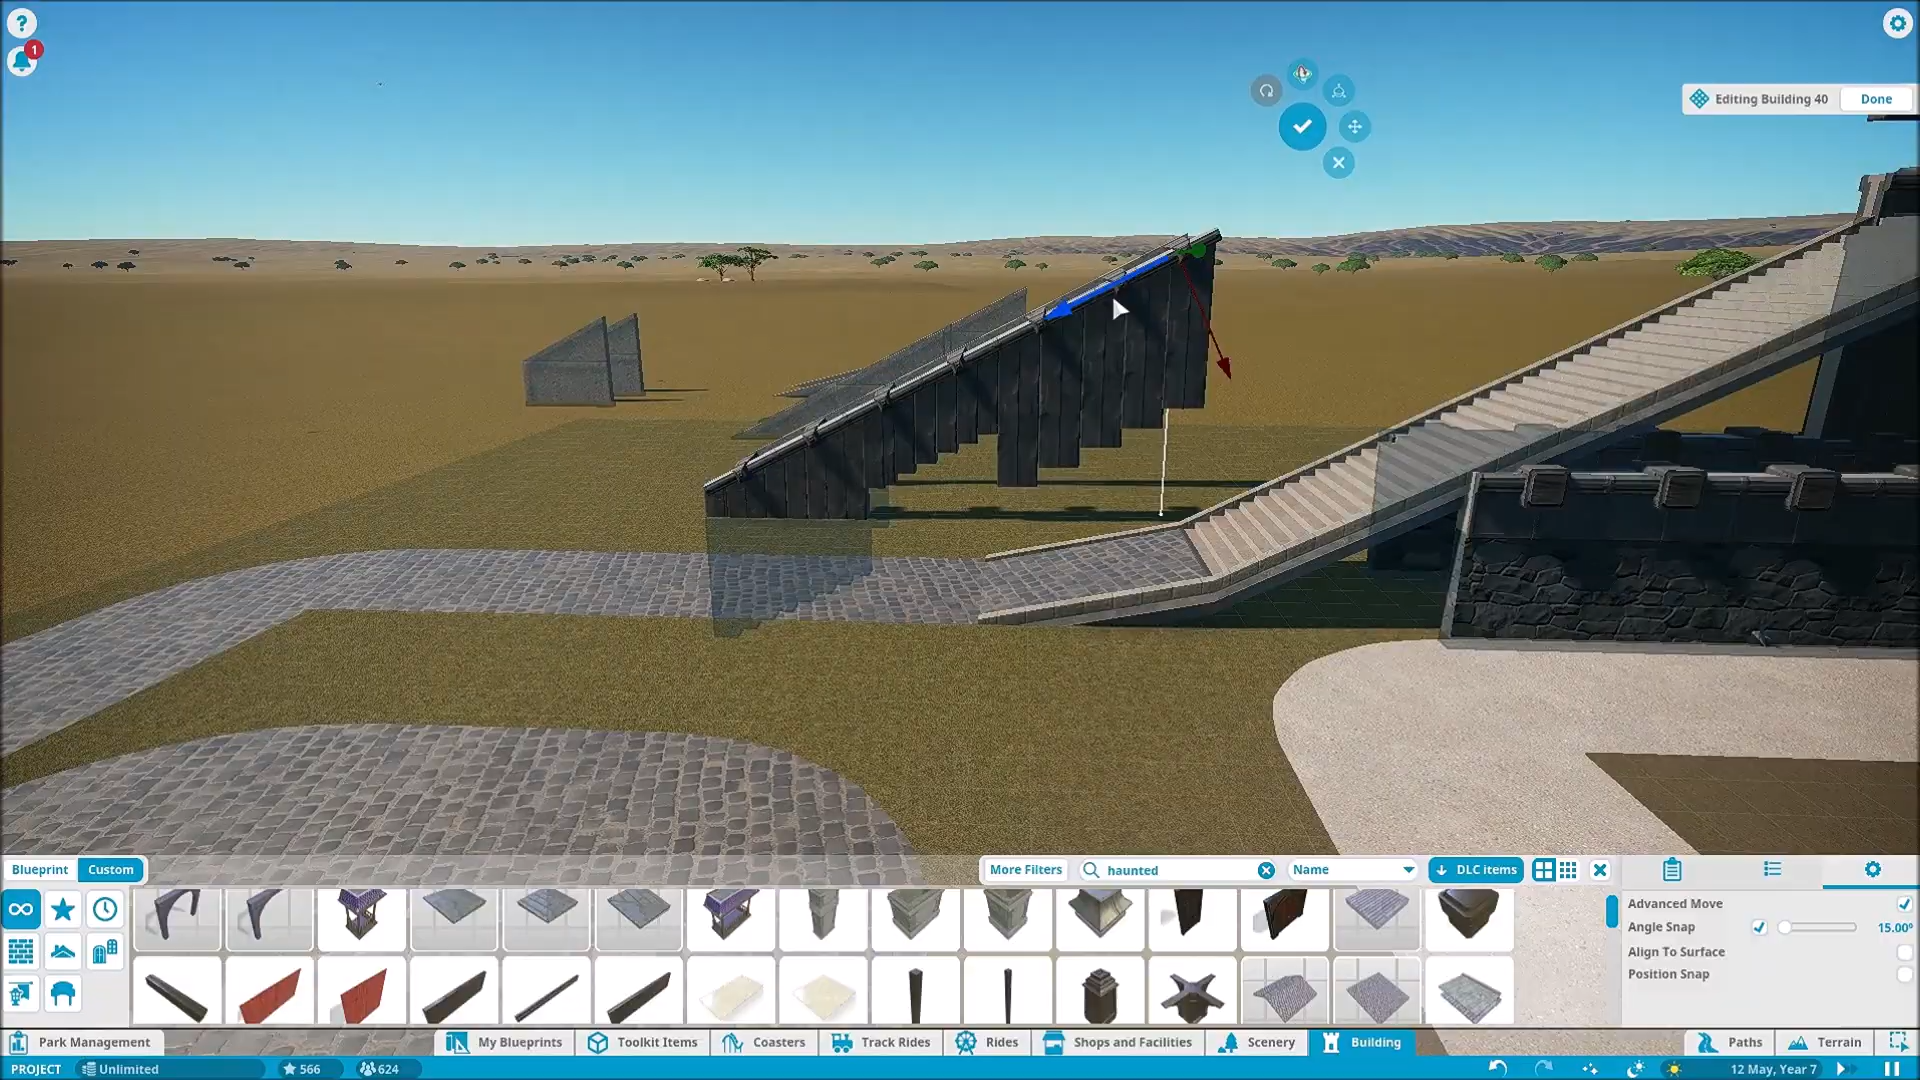 ?
1
Editing Building 40
Done
Blueprint
Custom
More Filters
haunted
Name
DLC items
Advanced Move
Angle Snap
15.00°
Align To Surface
Position Snap
Park Management
My Blueprints
Toolkit Items
Coasters
Track Rides
Rides
Shops and Facilities
Scenery
Building
Paths
Terrain
PROJECT
Unlimited
566
624
12 May, Year 7